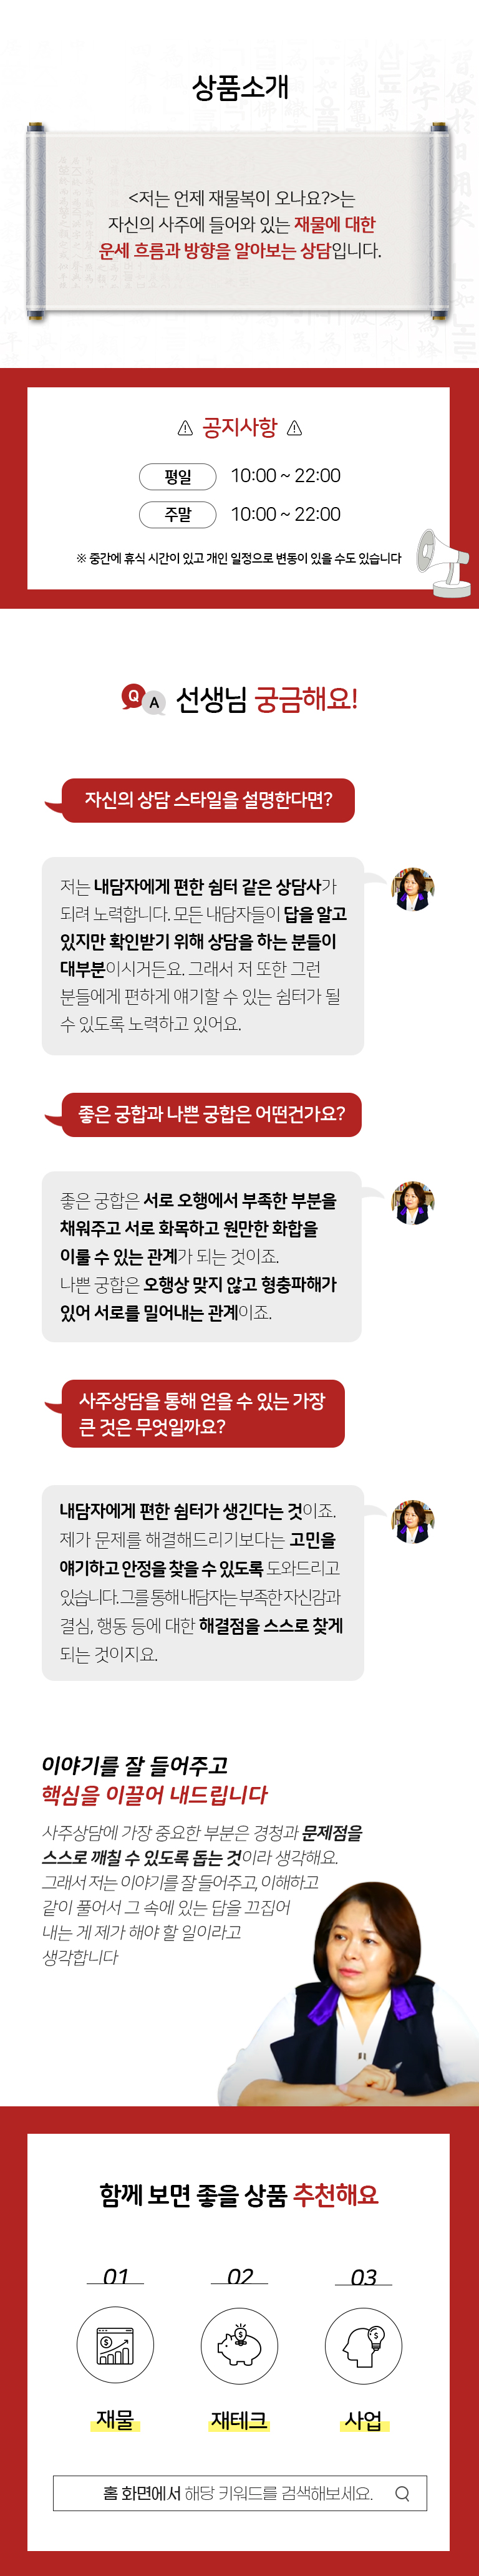 상품소개
<저는 언제 재물복이 오나요?>는
자신의 사주에 들어와 있는 재물에 대한
운세 흐름과 방향을 알아보는 상담입니다.
공지사항
평일 10:00 ~ 22:00
주말 10:00 ~ 22:00
※ 중간에 휴식 시간이 있고 개인 일정으로 변동이 있을 수도 있습니다
Q A 선생님 궁금해요!
자신의 상담 스타일을 설명한다면?
저는 내담자에게 편한 쉼터 같은 상담사가
되려 노력합니다. 모든 내담자들이 답을 알고
있지만 확인받기 위해 상담을 하는 분들이
대부분이시거든요. 그래서 저 또한 그런
분들에게 편하게 얘기할 수 있는 쉼터가 될
수 있도록 노력하고 있어요.
좋은 궁합과 나쁜 궁합은 어떤건가요?
좋은 궁합은 서로 오행에서 부족한 부분을
채워주고 서로 화목하고 원만한 화합을
이룰 수 있는 관계가 되는 것이죠.
나쁜 궁합은 오행상 맞지 않고 형충파해가
있어 서로를 밀어내는 관계이죠.
사주상담을 통해 얻을 수 있는 가장
큰 것은 무엇일까요?
내담자에게 편한 쉼터가 생긴다는 것이죠.
제가 문제를 해결해드리기보다는 고민을
얘기하고 안정을 찾을 수 있도록 도와드리고
있습니다. 그를 통해 내담자는 부족한 자신감과
결심, 행동 등에 대한 해결점을 스스로 찾게
되는 것이지요.
이야기를 잘 들어주고
핵심을 이끌어 내드립니다
사주상담에 가장 중요한 부분은 경청과 문제점을
스스로 깨칠 수 있도록 돕는 것이라 생각해요.
그래서 저는 이야기를 잘 들어주고, 이해하고
같이 풀어서 그 속에 있는 답을 끄집어
내는 게 제가 해야 할 일이라고
생각합니다
함께 보면 좋을 상품 추천해요
01 02 03
재물 재테크 사업
홈 화면에서 해당 키워드를 검색해보세요.